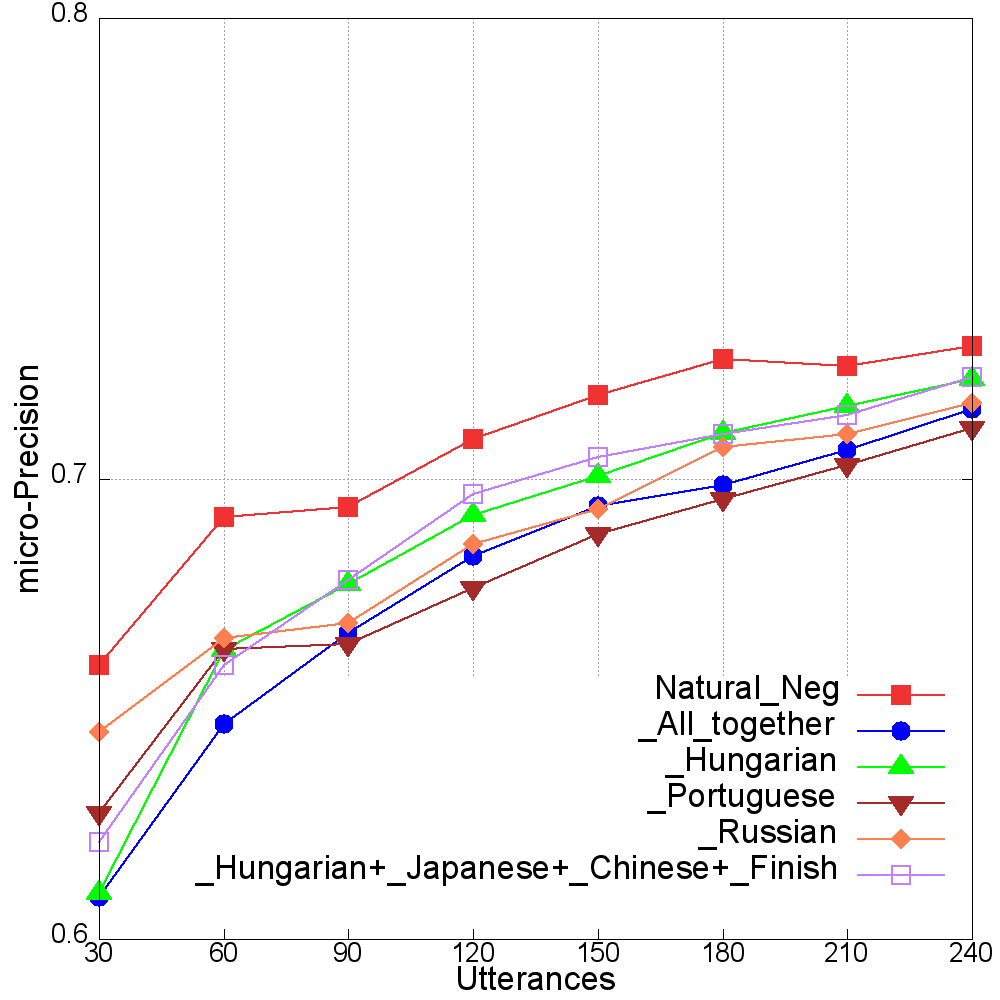 0.8
micro-Precision
0.7
Natural_Neg
_All_together
_Hungarian
_Portuguese
_Russian
_Hungarian+_Japanese+_Chinese+_Finish
0.6
30 60 90 120 150 180 210 240
Utterances